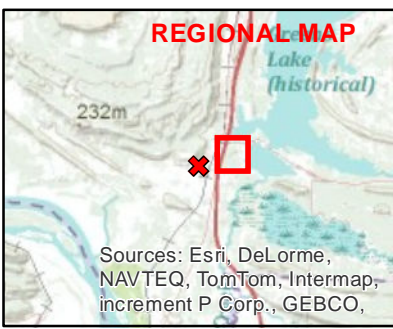 REGIONAL MAP
Lake
(historical)
232m
Sources: Esri, DeLorme,
NAVTEQ, TomTom, Intermap,
increment P Corp., GEBCO,